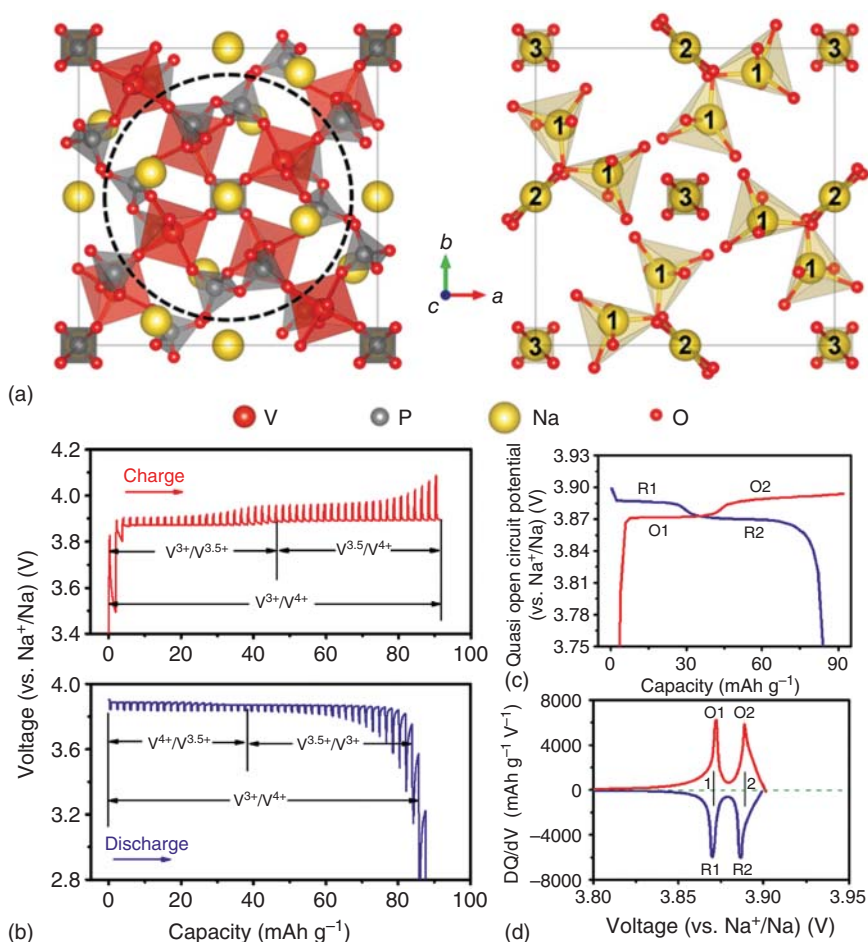 3 2 3
1 1
1 1
2 1 3 2
1 1
1 1
3 2 3
b
c a
(a)
V P Na O
4.2
4.0
3.8
3.6
3.4
Charge
V3+/V3.5+ V3.5/V4+
V3+/V4+
0 20 40 60 80 100
4.0
3.6
3.2
2.8
V4+/V3.5+ V3.5+/V3+
V3+/V4+
Discharge
0 20 40 60 80 100
Voltage (vs. Na+/Na) (V)
(b) Capacity (mAh g−1)
Quasi open circuit potential
(vs. Na+/Na) (V)
3.93
3.90
3.87
3.84
3.81
3.78
3.75
R1 O2
O1 R2
0 30 60 90
(c) Capacity (mAh g−1)
DQ/dV (mAh g−1 V−1)
8000
4000
0
−4000
−8000
O1 O2
1 2
R1 R2
3.80 3.85 3.90 3.95
(d) Voltage (vs. Na+/Na) (V)